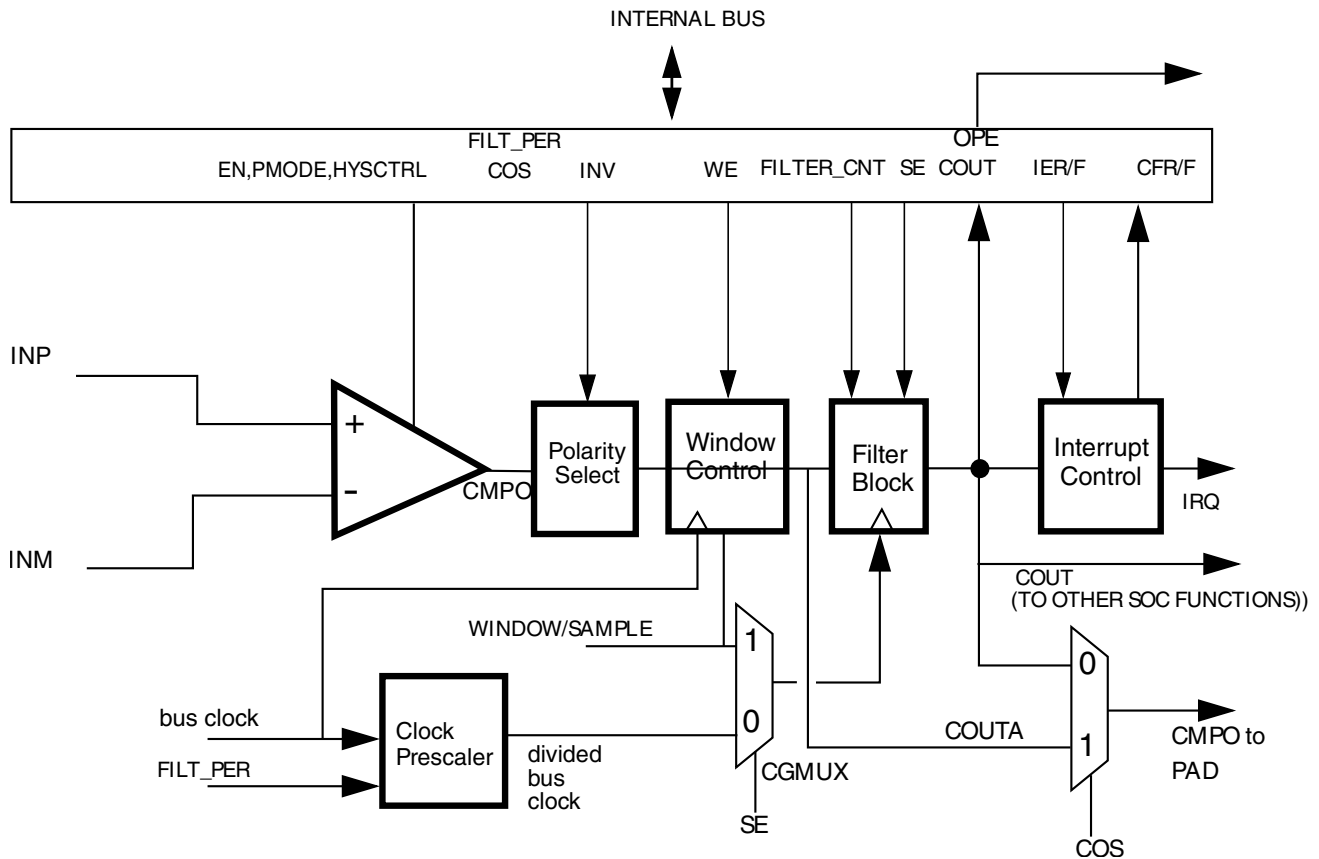 INTERNAL BUS
FILT_PER
OPE
EN,PMODE,HYSCTRL
COS
INV
WE
FILTER_CNT
SE
COUT
IER/F
CFR/F
INP
+
-
INM
CMPO
Polarity
Select
Window
Control
Filter
Block
Interrupt
Control
IRQ
COUT
(TO OTHER SOC FUNCTIONS))
WINDOW/SAMPLE
1
0
CGMUX
SE
bus clock
FILT_PER
Clock
Prescaler
divided
bus
clock
COUTA
0
1
CMPO to
PAD
COS